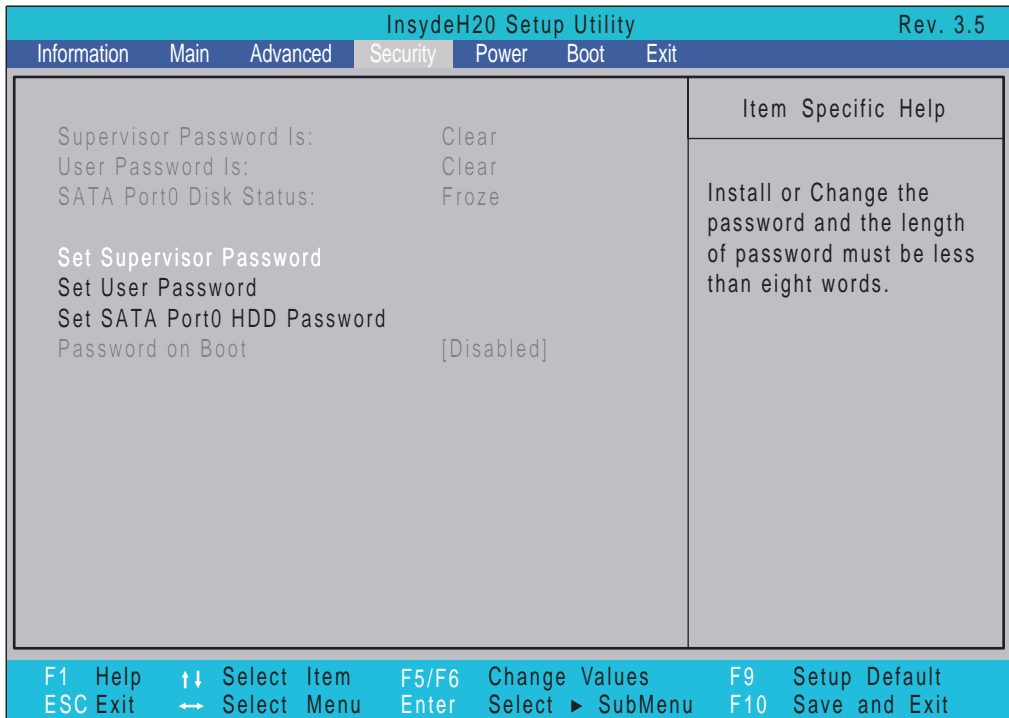 InsydeH20 Setup Utility Rev. 3.5
Information Main Advanced Security Power Boot Exit
Supervisor Password Is: Clear
User Password Is: Clear
SATA Port0 Disk Status: Froze
Set Supervisor Password
Set User Password
Set SATA Port0 HDD Password
Password on Boot [Disabled]
Item Specific Help
Install or Change the
password and the length
of password must be less
than eight words.
F1 Help ↑↓ Select Item F5/F6 Change Values F9 Setup Default
ESC Exit ↔ Select Menu Enter Select ► SubMenu F10 Save and Exit